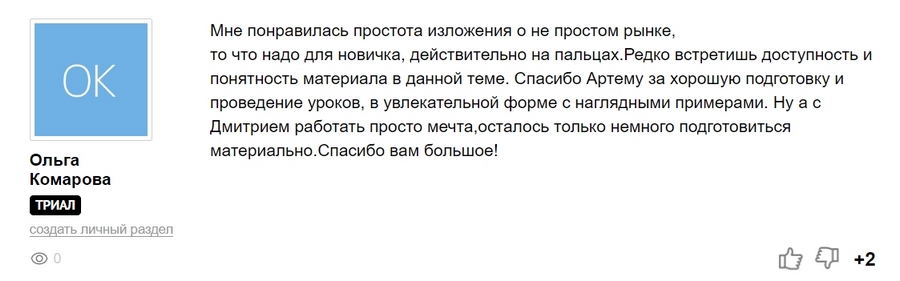 ОК
Мне понравилась простота изложения о не простом рынке,
то что надо для новичка, действительно на пальцах.Редко встретишь доступность и
понятность материала в данной теме. Спасибо Артему за хорошую подготовку и
проведение уроков, в увлекательной форме с наглядными примерами. Ну а с
Дмитрием работать просто мечта,осталось только немного подготовиться
материально.Спасибо вам большое!
Ольга
Комарова
ТРИАЛ
создать личный раздел
0
+2